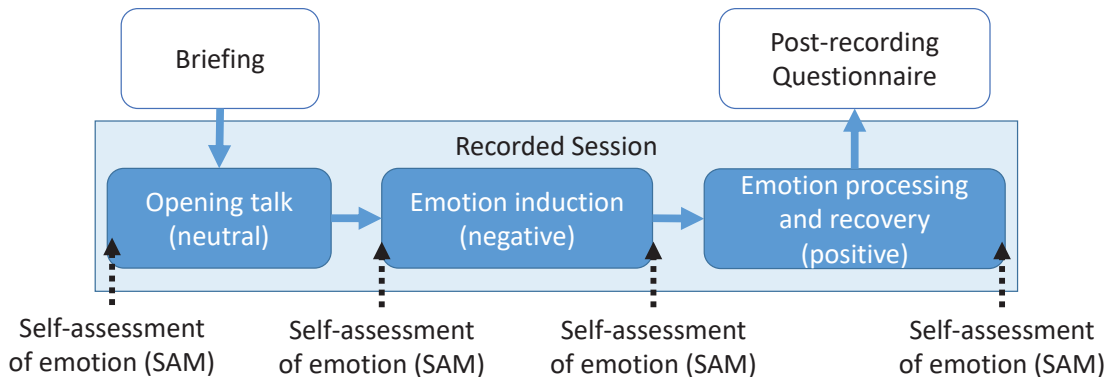 Briefing
Post-recording
Questionnaire
Recorded Session
Opening talk
(neutral)
Emotion induction
(negative)
Emotion processing
and recovery
(positive)
Self-assessment
of emotion (SAM)
Self-assessment
of emotion (SAM)
Self-assessment
of emotion (SAM)
Self-assessment
of emotion (SAM)